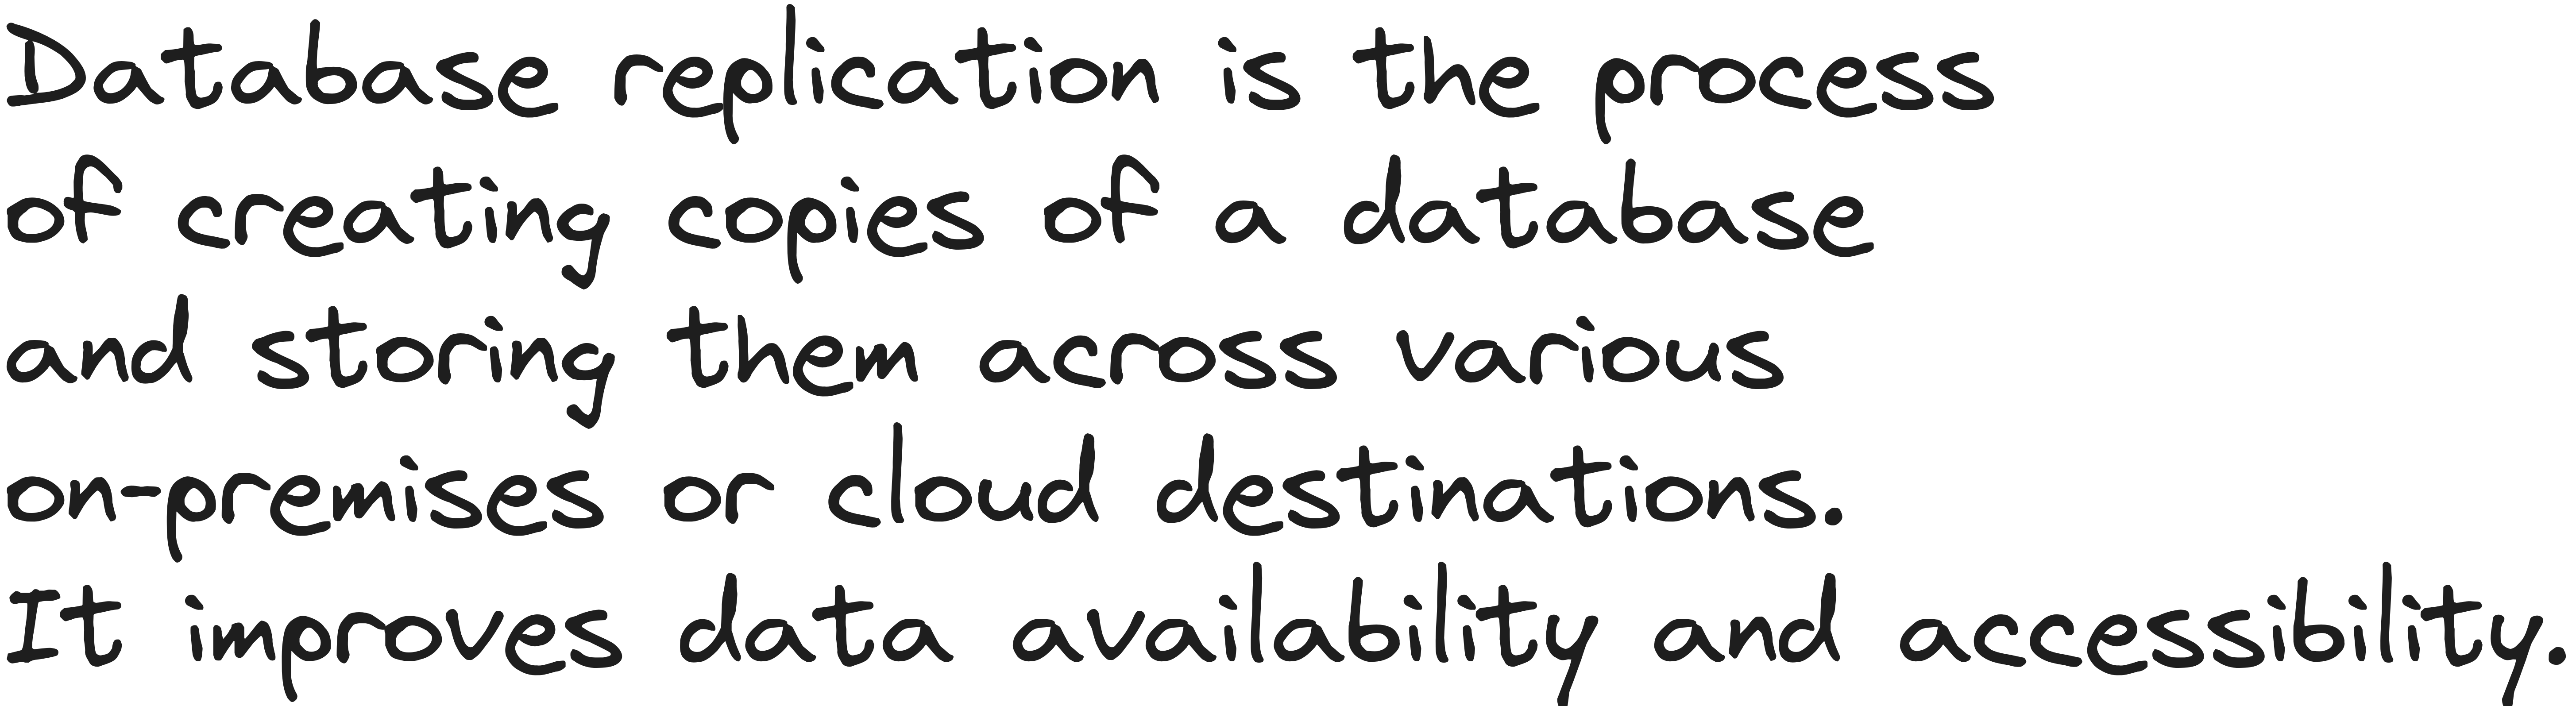 Database replication is the process
of creating copies of a database
and storing them across various
on-premises or cloud destinations.
It improves data availability and accessibility.